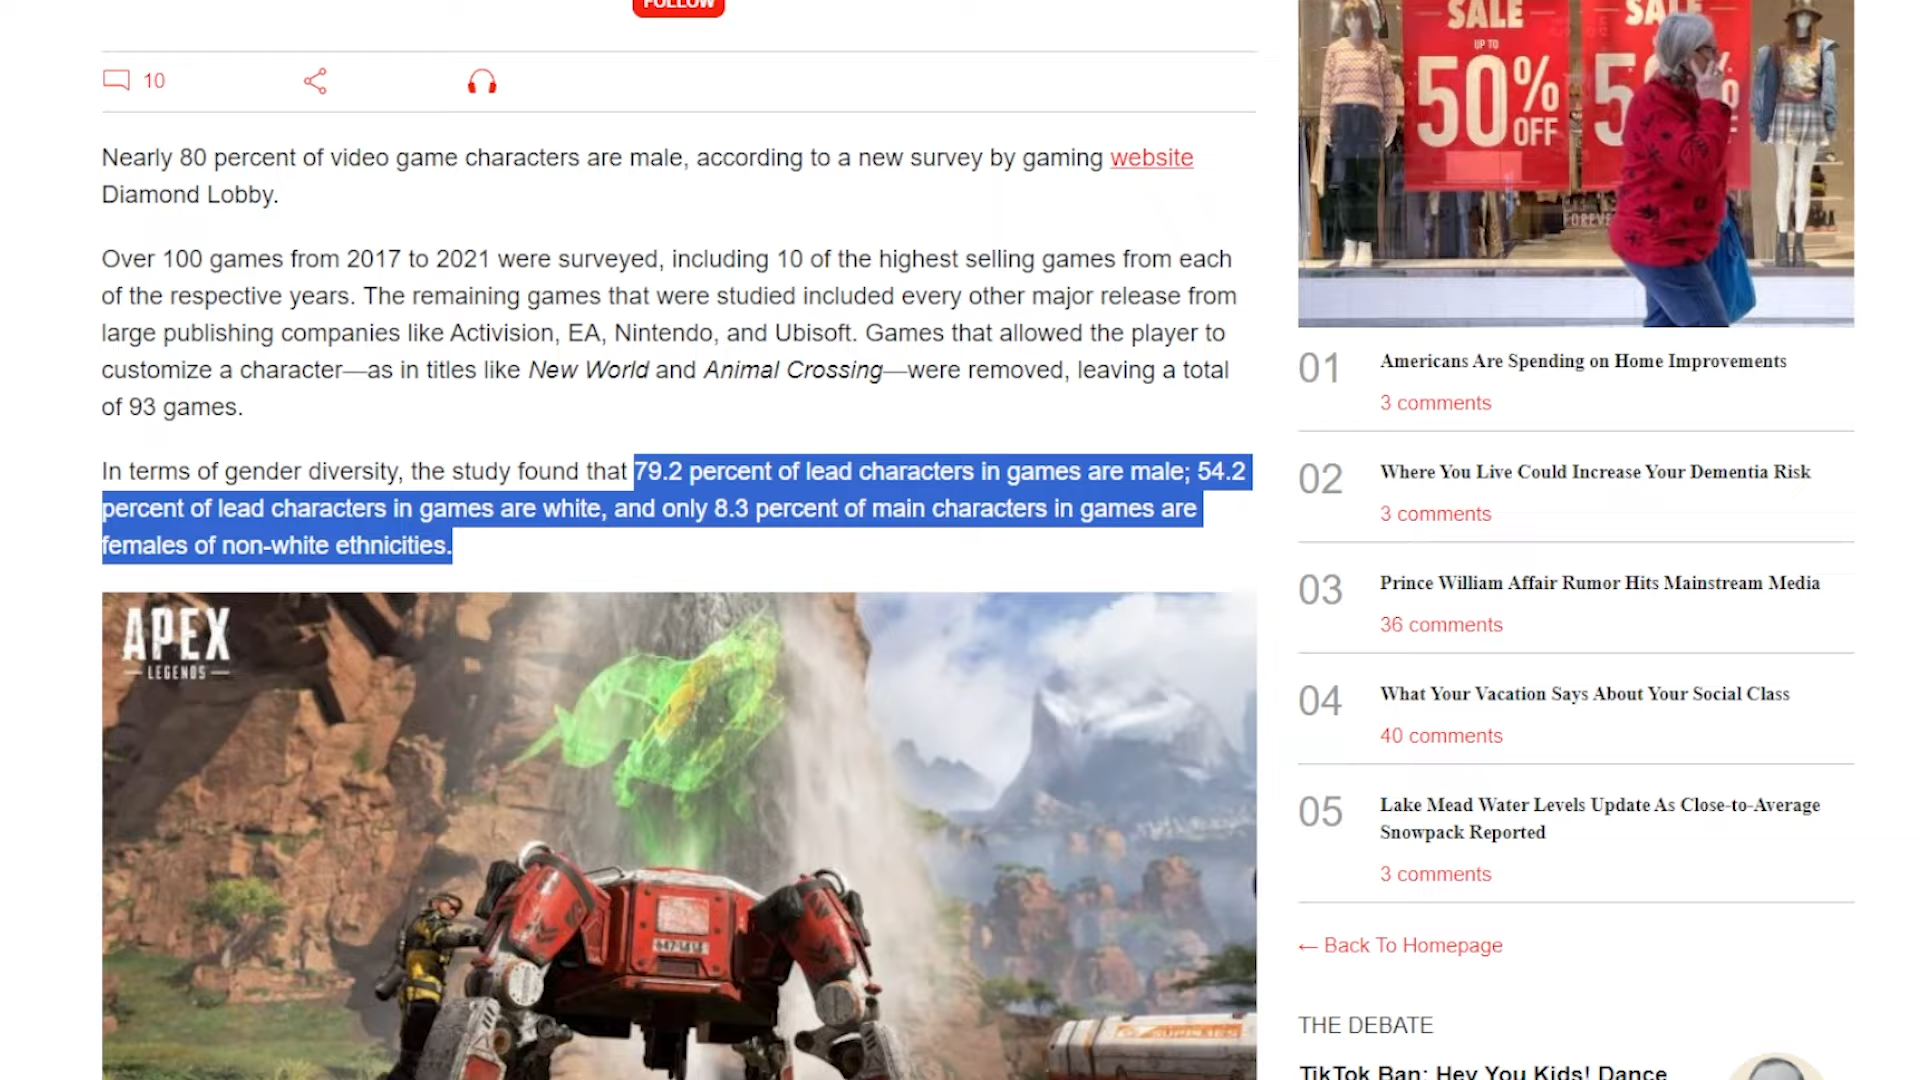 FOLLOW
10
Nearly 80 percent of video game characters are male, according to a new survey by gaming website
Diamond Lobby.
Over 100 games from 2017 to 2021 were surveyed, including 10 of the highest selling games from each
of the respective years. The remaining games that were studied included every other major release from
large publishing companies like Activision, EA, Nintendo, and Ubisoft. Games that allowed the player to
customize a character—as in titles like New World and Animal Crossing—were removed, leaving a total
of 93 games.
In terms of gender diversity, the study found that 79.2 percent of lead characters in games are male; 54.2
percent of lead characters in games are white, and only 8.3 percent of main characters in games are
females of non-white ethnicities.
APEX
LEGENDS
SALE
UP TO
50%
OFF
SALE
5
%
FOREVE
01
Americans Are Spending on Home Improvements
3 comments
02
Where You Live Could Increase Your Dementia Risk
3 comments
03
Prince William Affair Rumor Hits Mainstream Media
36 comments
04
What Your Vacation Says About Your Social Class
40 comments
05
Lake Mead Water Levels Update As Close-to-Average
Snowpack Reported
3 comments
← Back To Homepage
THE DEBATE
TikTok Ban: Hey You Kids! Dance